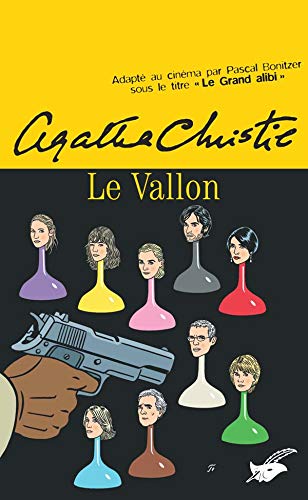 Adapté au cinéma par Pascal Bonitzer
sous le titre « Le Grand alibi »
Agatha Christie
Le Vallon